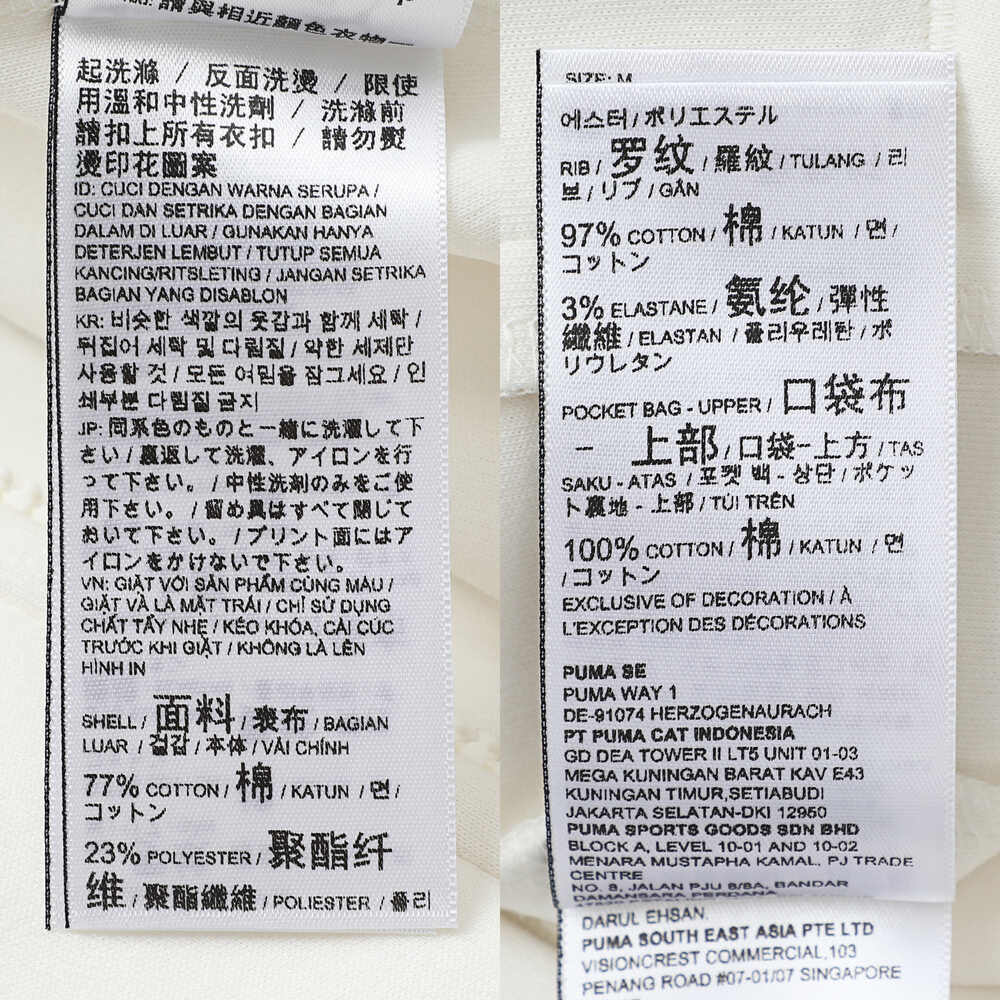 請與相近顏色衣物一
起洗滌 / 反面洗燙 / 限使
用溫和中性洗劑 / 洗滌前
請扣上所有衣扣 / 請勿熨
燙印花圖案
ID: CUCI DENGAN WARNA SERUPA /
CUCI DAN SETRIKA DENGAN BAGIAN
DALAM DI LUAR / GUNAKAN HANYA
DETERJEN LEMBUT / TUTUP SEMUA
KANCING/RITSLETING / JANGAN SETRIKA
BAGIAN YANG DISABLON
KR: 비슷한 색깔의 옷감과 함께 세탁 /
뒤집어 세탁 및 다림질 / 약한 세제만
사용할 것 / 모든 여밈을 잠그세요 / 인
쇄부분 다림질 금지
JP: 同系色のものと一緒に洗濯して下
さい / 裏返して洗濯、アイロンを行
って下さい。 / 中性洗剤のみをご使
用下さい。 / 留め具はすべて閉じて
おいて下さい。 / プリント面にはア
イロンをかけないで下さい。
VN: GIẶT VỚI SẢN PHẨM CÙNG MÀU /
GIẶT VÀ LÀ MẶT TRÁI / CHỈ SỬ DỤNG
CHẤT TẨY NHẸ / KÉO KHÓA, CÀI CÚC
TRƯỚC KHI GIẶT / KHÔNG LÀ LÊN
HÌNH IN
SHELL / 面料 / 表布 / BAGIAN
LUAR / 겉감 / 本体 / VẢI CHÍNH
77% COTTON / 棉 / KATUN / 면 /
コットン
23% POLYESTER / 聚酯纤
维 / 聚酯纖維 / POLIESTER / 폴리
SIZE: M
에스터 / ポリエステル
RIB / 罗纹 / 羅紋 / TULANG / 리
브 / リブ / GÂN
97% COTTON / 棉 / KATUN / 면 /
コットン
3% ELASTANE / 氨纶 / 彈性
纖維 / ELASTAN / 폴리우레탄 / ポ
リウレタン
POCKET BAG - UPPER / 口袋布
- 上部 / 口袋-上方 / TAS
SAKU - ATAS / 포켓 백 - 상단 / ポケッ
ト裏地 - 上部 / TÚI TRÊN
100% COTTON / 棉 / KATUN / 면
/ コットン
EXCLUSIVE OF DECORATION / À
L'EXCEPTION DES DÉCORATIONS
PUMA SE
PUMA WAY 1
DE-91074 HERZOGENAURACH
PT PUMA CAT INDONESIA
GD DEA TOWER II LT5 UNIT 01-03
MEGA KUNINGAN BARAT KAV E43
KUNINGAN TIMUR,SETIABUDI
JAKARTA SELATAN-DKI 12950
PUMA SPORTS GOODS SDN BHD
BLOCK A, LEVEL 10-01 AND 10-02
MENARA MUSTAPHA KAMAL, PJ TRADE
CENTRE
NO. 8, JALAN PJU 8/8A, BANDAR
DAMANSARA PERDANA
DARUL EHSAN.
PUMA SOUTH EAST ASIA PTE LTD
VISIONCREST COMMERCIAL,103
PENANG ROAD #07-01/07 SINGAPORE